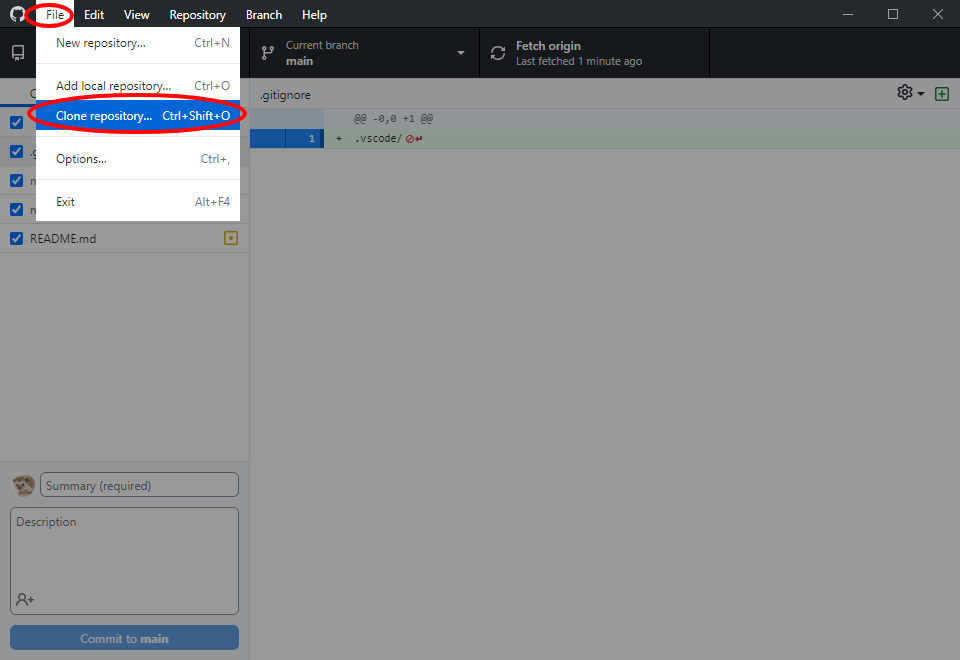 File Edit View Repository Branch Help
New repository... Ctrl+N
Add local repository... Ctrl+O
Clone repository... Ctrl+Shift+O
Options... Ctrl+,
Exit Alt+F4
Current branch
main
Fetch origin
Last fetched 1 minute ago
.gitignore
@@ -0,0 +1 @@
1 + .vscode/
README.md
Summary (required)
Description
Commit to main